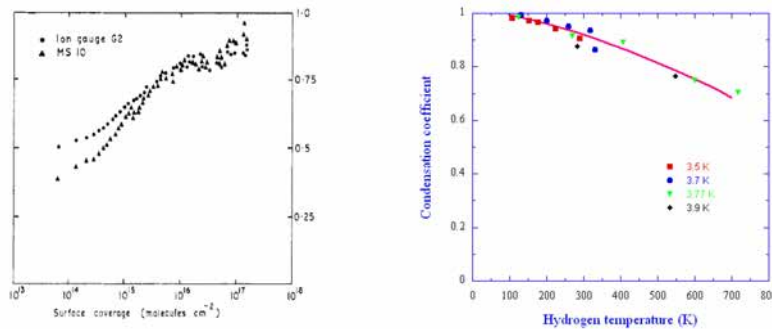 Ion gauge G2
MS 10
1·0
0·75
0·5
0·25
10¹³ 10¹⁴ 10¹⁵ 10¹⁶ 10¹⁷ 10¹⁸
Surface coverage (molecules cm⁻²)
Condensation coefficient
1
0.8
0.6
0.4
0.2
0
3.5 K
3.7 K
3.77 K
3.9 K
0 100 200 300 400 500 600 700 800
Hydrogen temperature (K)